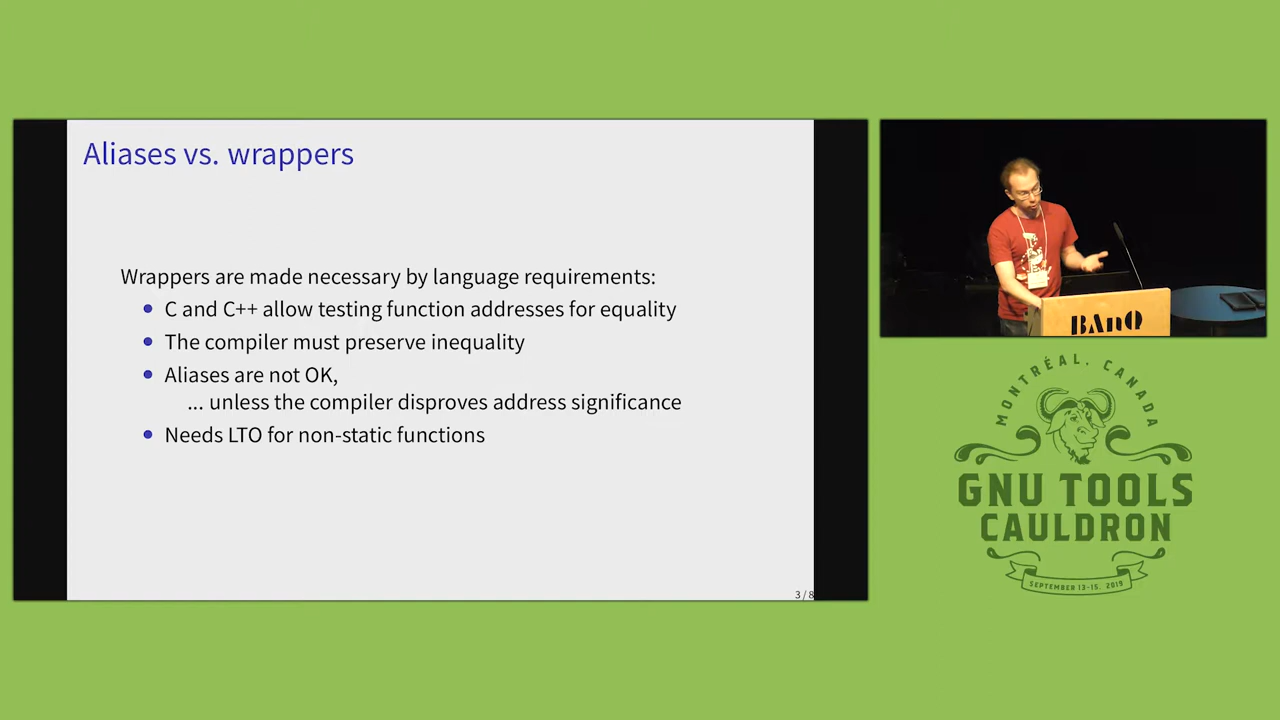 Aliases vs. wrappers
Wrappers are made necessary by language requirements:
• C and C++ allow testing function addresses for equality
• The compiler must preserve inequality
• Aliases are not OK,
... unless the compiler disproves address significance
• Needs LTO for non-static functions
3 / 8
BAnQ
MONTRÉAL, CANADA
GNU TOOLS
CAULDRON
SEPTEMBER 13-15, 2019